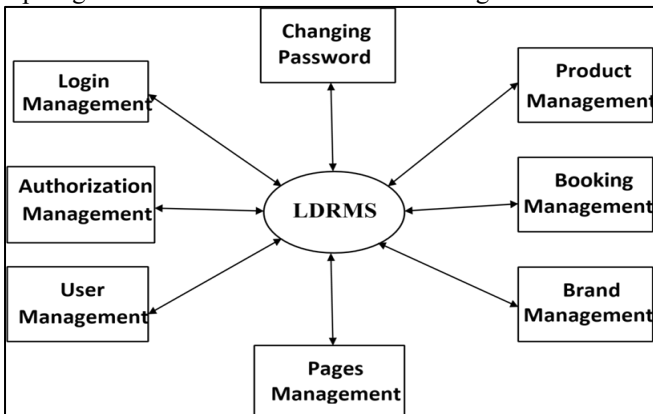 Changing
Password
Login
Management
Product
Management
Authorization
Management
LDRMS
Booking
Management
User
Management
Brand
Management
Pages
Management